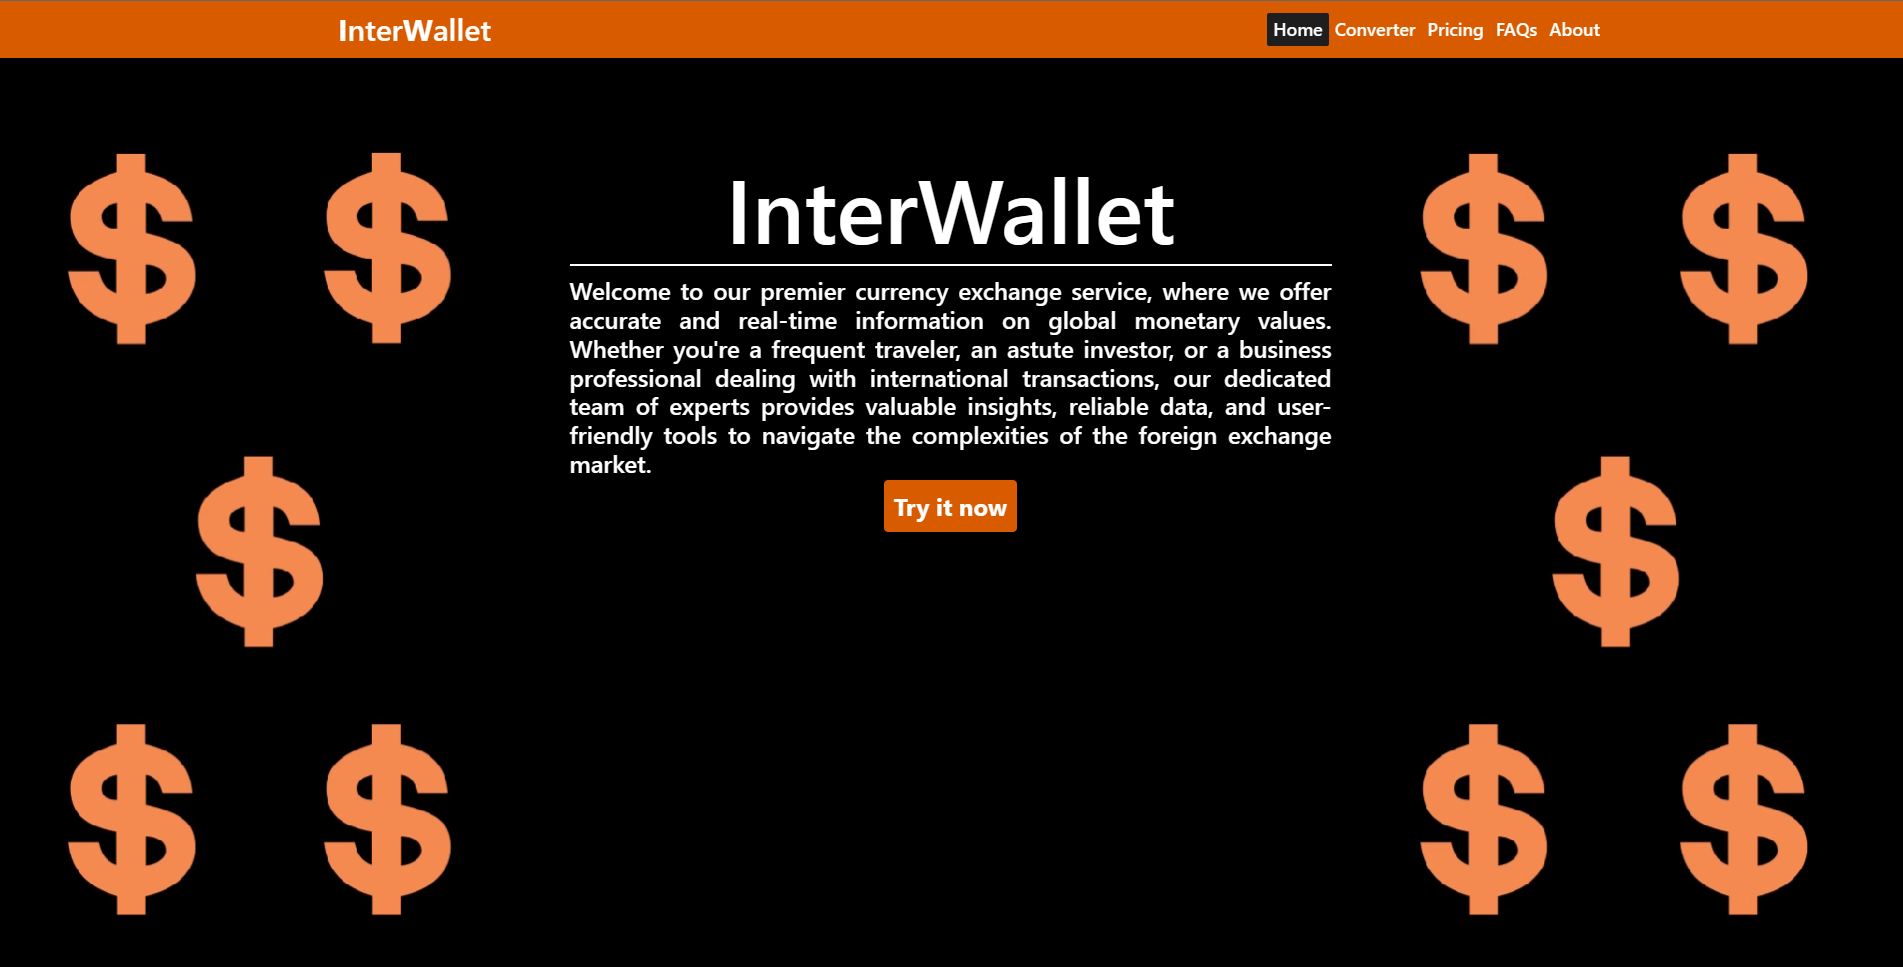 InterWallet
Home Converter Pricing FAQs About
InterWallet
Welcome to our premier currency exchange service, where we offer
accurate and real-time information on global monetary values.
Whether you're a frequent traveler, an astute investor, or a business
professional dealing with international transactions, our dedicated
team of experts provides valuable insights, reliable data, and user-
friendly tools to navigate the complexities of the foreign exchange
market.
Try it now
$ $ $ $
$ $
$ $ $ $